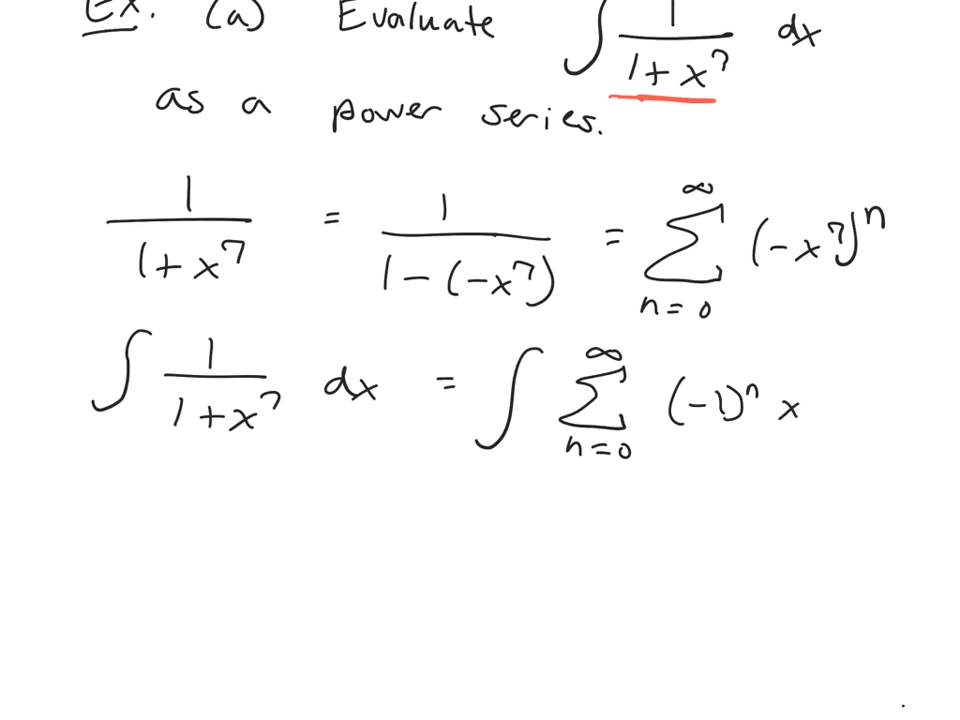 Ex. (a) Evaluate ∫ 1/(1+x⁷) dx
as a power series.
1/(1+x⁷) = 1/(1-(-x⁷)) = ∑_{n=0}^{∞} (-x⁷)ⁿ
∫ 1/(1+x⁷) dx = ∫ ∑_{n=0}^{∞} (-1)ⁿ x